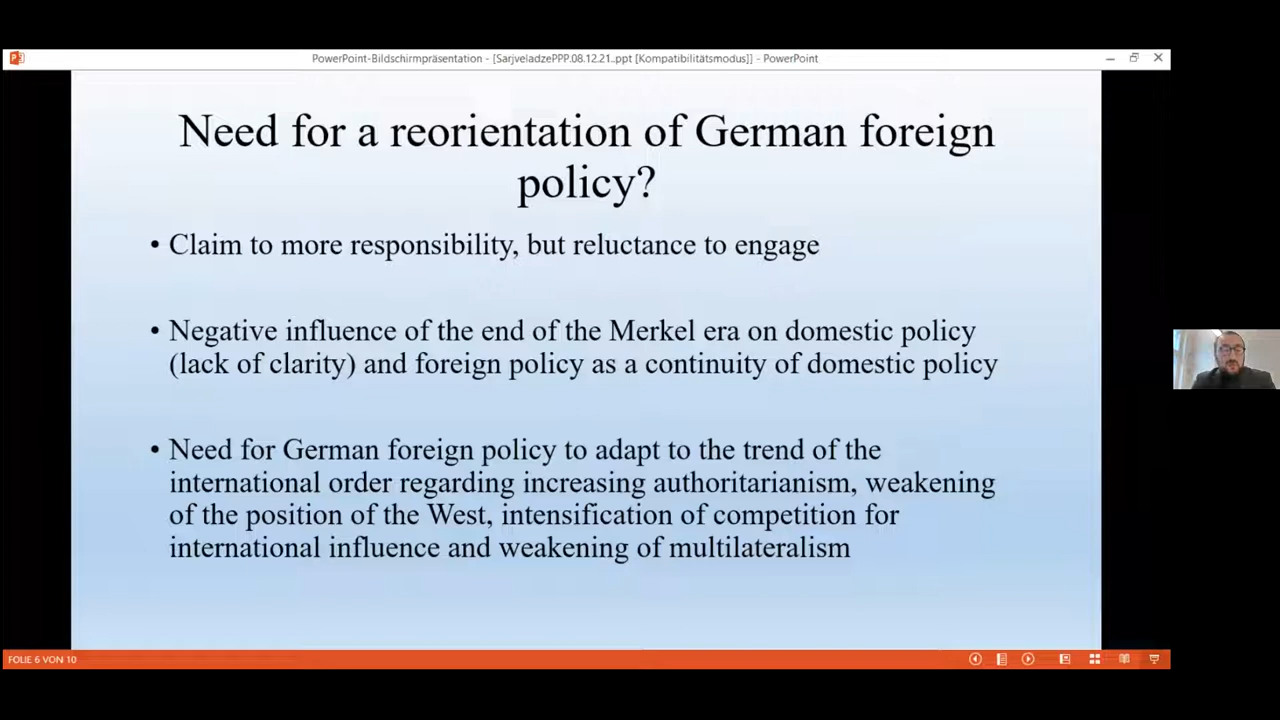 PowerPoint-Bildschirmpräsentation - [SarjveladzePPP.08.12.21..ppt [Kompatibilitätsmodus]] - PowerPoint
Need for a reorientation of German foreign
policy?
• Claim to more responsibility, but reluctance to engage
• Negative influence of the end of the Merkel era on domestic policy
(lack of clarity) and foreign policy as a continuity of domestic policy
• Need for German foreign policy to adapt to the trend of the
international order regarding increasing authoritarianism, weakening
of the position of the West, intensification of competition for
international influence and weakening of multilateralism
FOLIE 6 VON 10